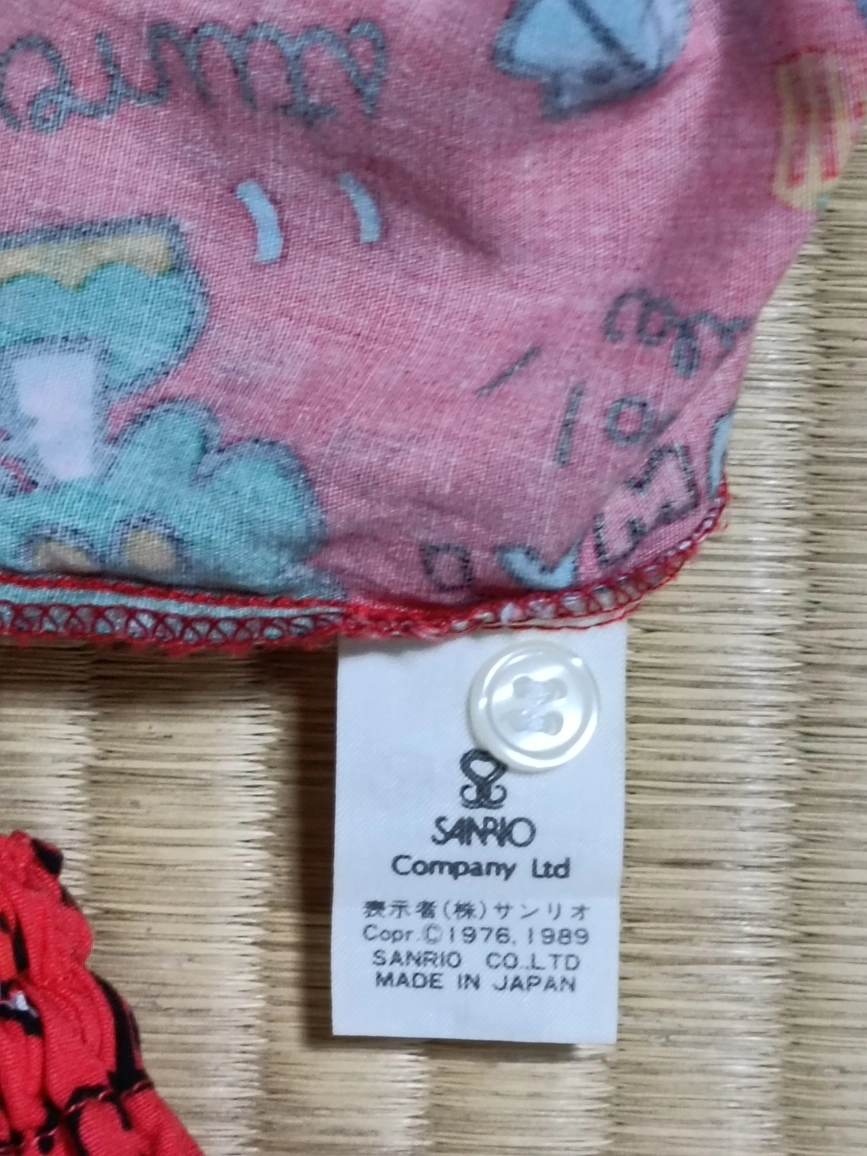 SANRIO
Company Ltd
表示者(株)サンリオ
Copr.©1976,1989
SANRIO CO.,LTD
MADE IN JAPAN